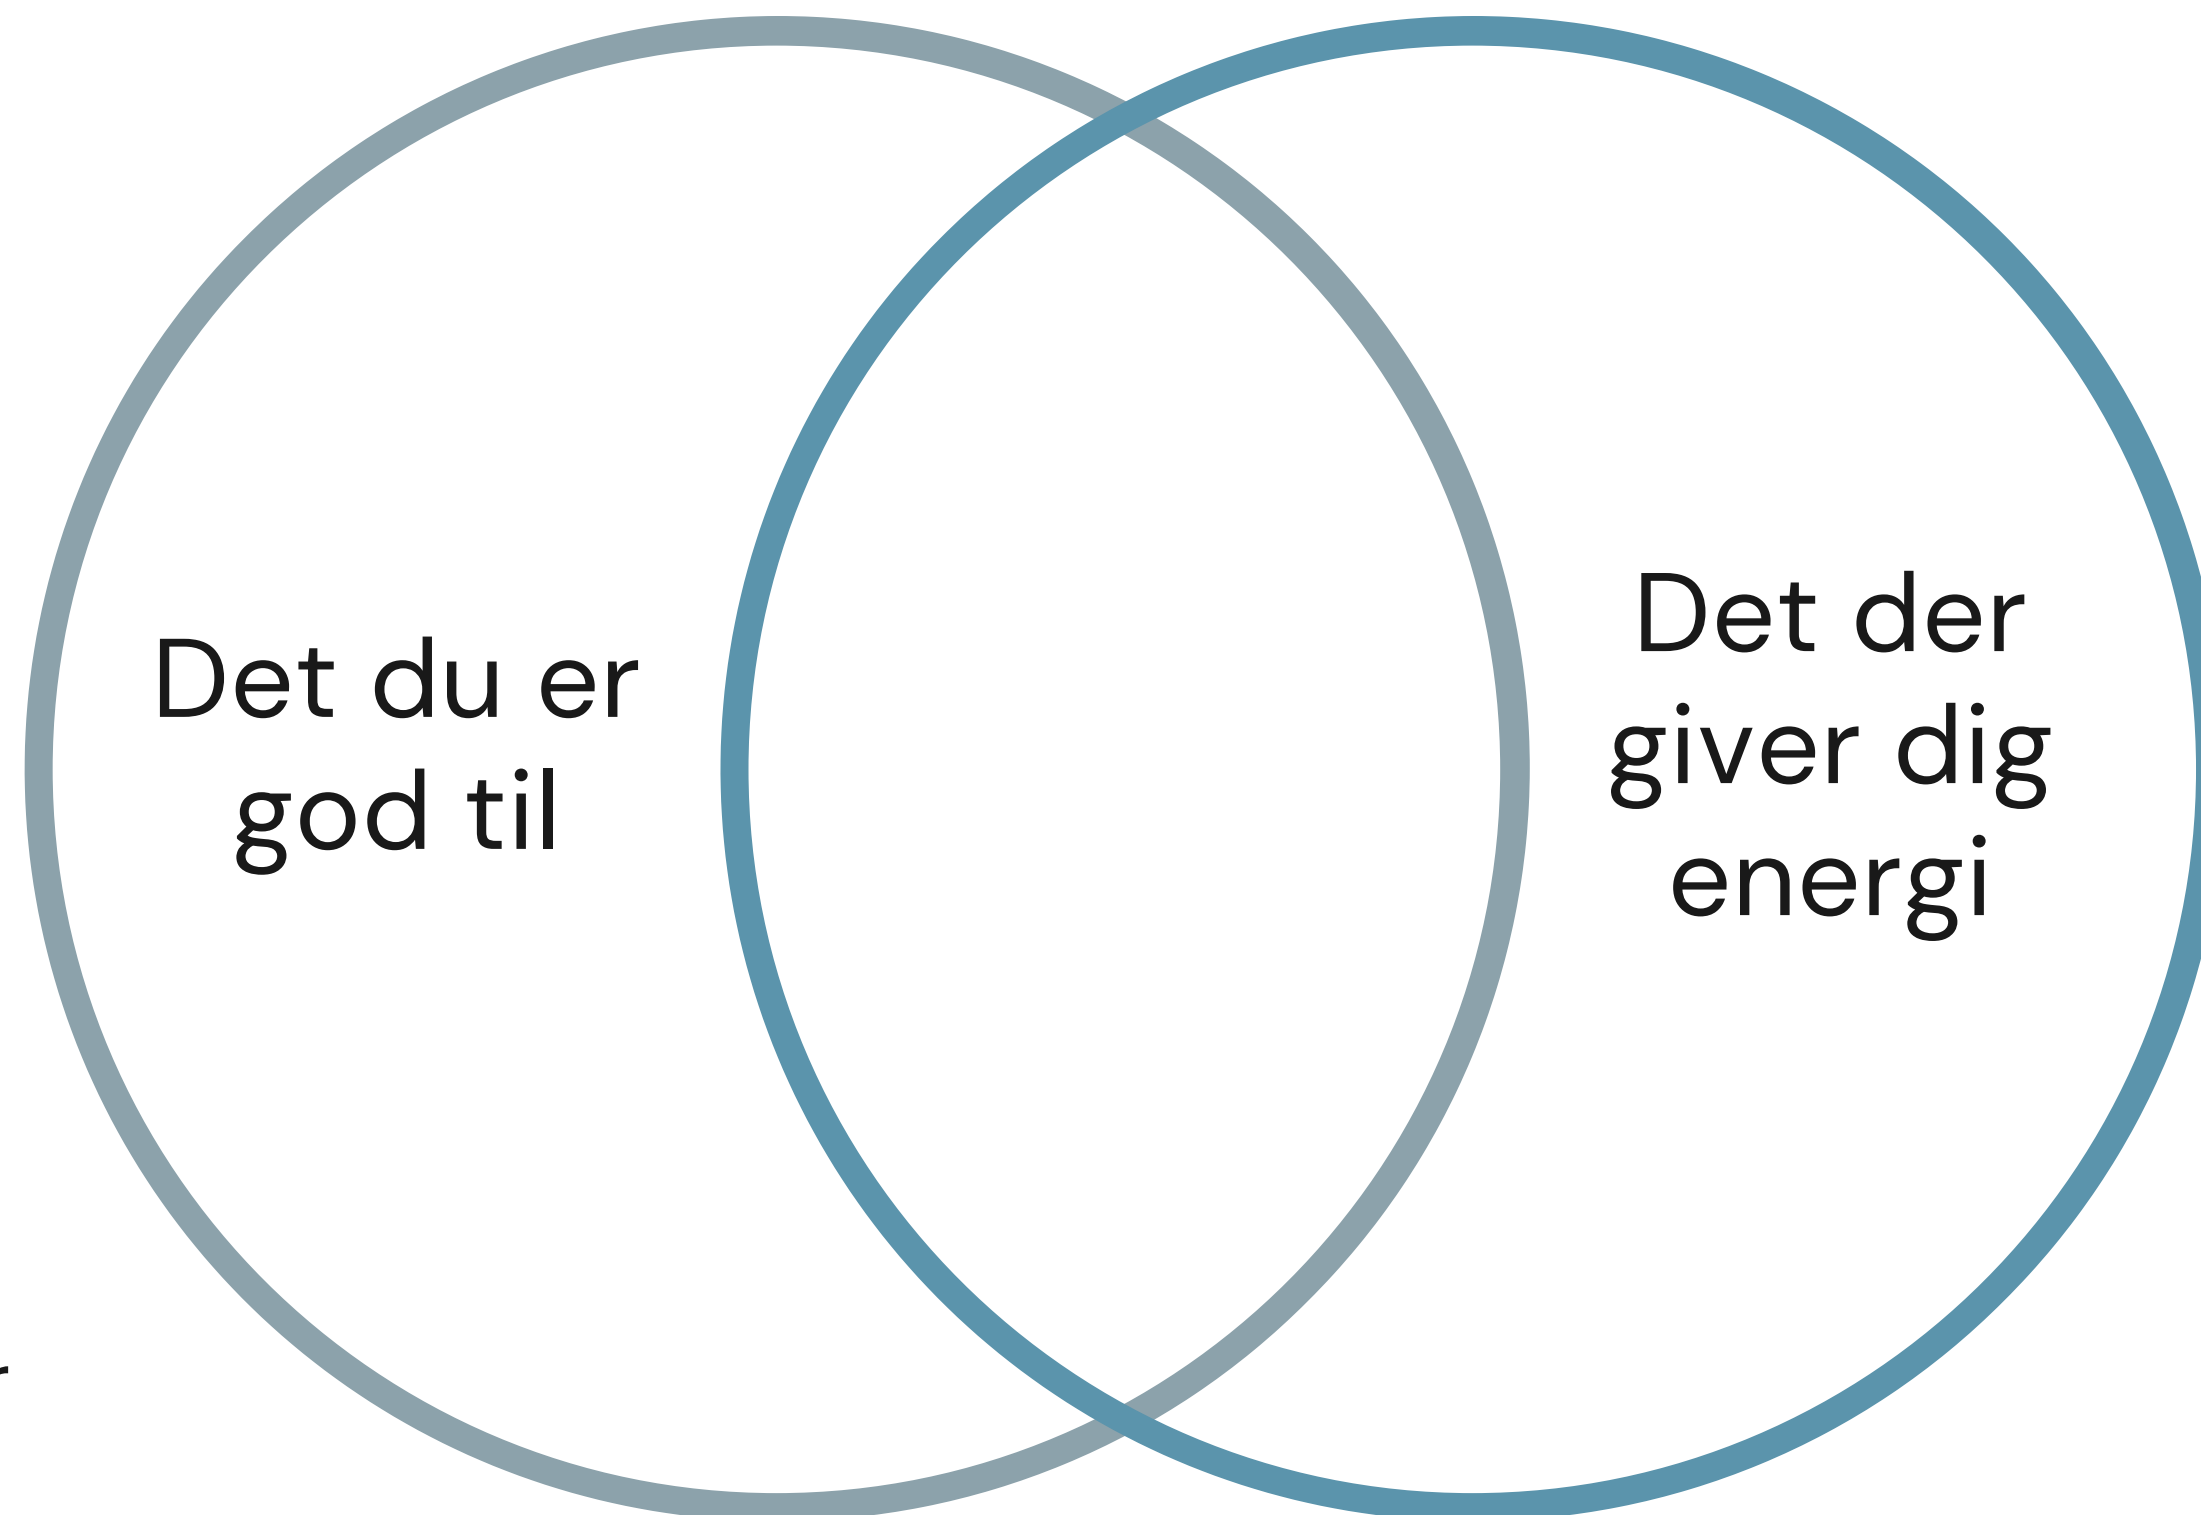 Det du er
god til
Det der
giver dig
energi
r